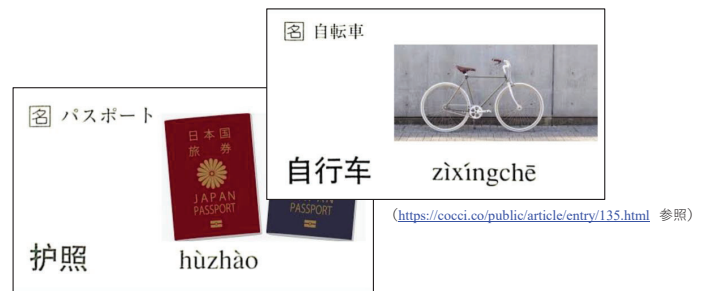 名 自転車
自行车 zìxíngchē
名 パスポート
日本国
旅 券
JAPAN
PASSPORT
PASSPORT
护照 hùzhào
(https://cocci.co/public/article/entry/135.html 参照)